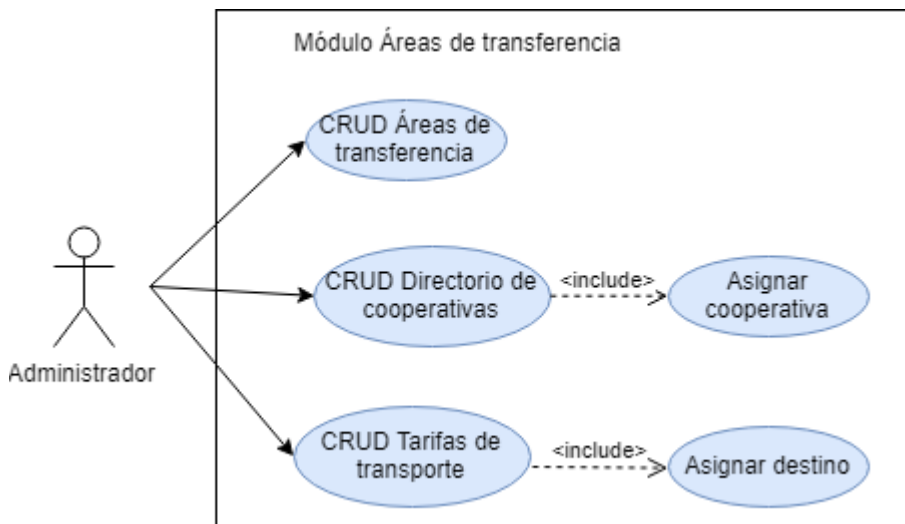 Módulo Áreas de transferencia
CRUD Áreas de
transferencia
CRUD Directorio de
cooperativas
<include>
Asignar
cooperativa
Administrador
CRUD Tarifas de
transporte
<include>
Asignar destino